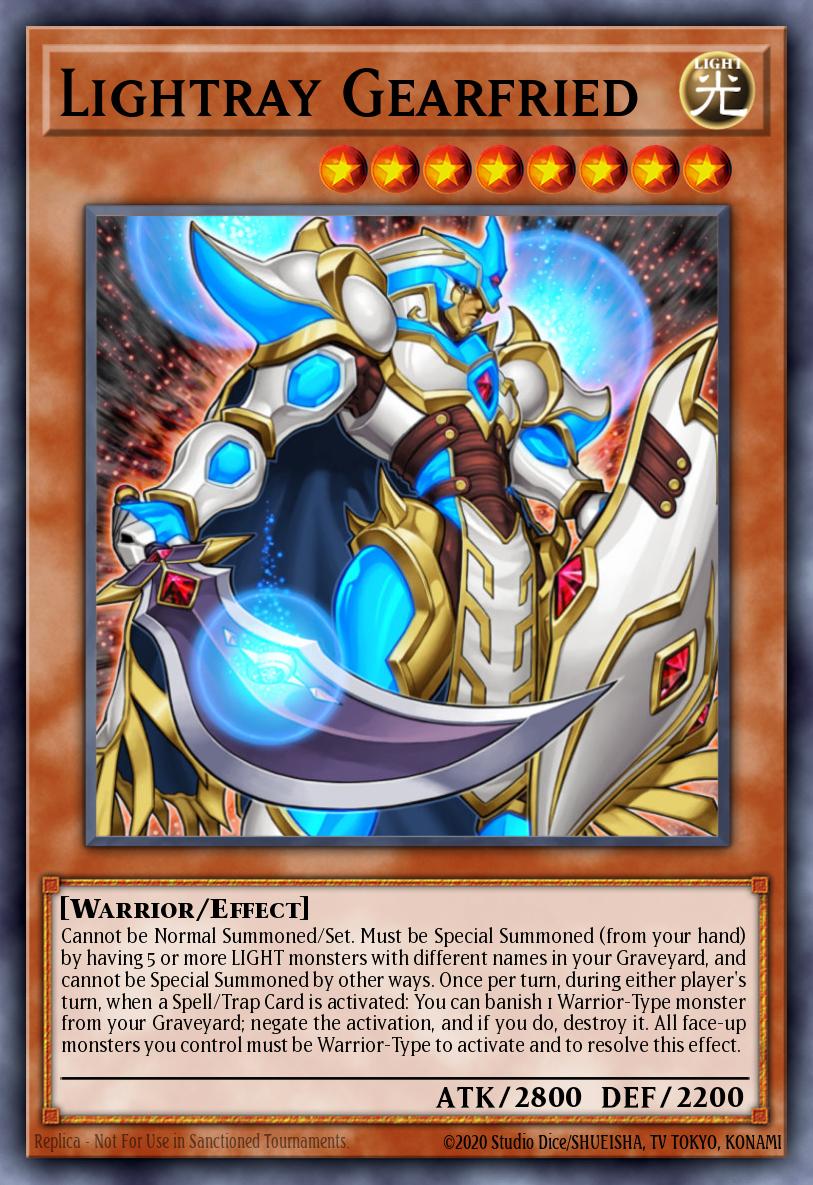 Lightray Gearfried
LIGHT
光
[Warrior/Effect]
Cannot be Normal Summoned/Set. Must be Special Summoned (from your hand)
by having 5 or more LIGHT monsters with different names in your Graveyard, and
cannot be Special Summoned by other ways. Once per turn, during either player's
turn, when a Spell/Trap Card is activated: You can banish 1 Warrior-Type monster
from your Graveyard; negate the activation, and if you do, destroy it. All face-up
monsters you control must be Warrior-Type to activate and to resolve this effect.
ATK/2800 DEF/2200
Replica - Not For Use in Sanctioned Tournaments.
©2020 Studio Dice/SHUEISHA, TV TOKYO, KONAMI